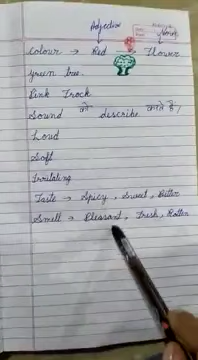 Adjective
(Noun)
Colour → Red Flower
green tree
Pink Frock
Sound को describe करते हैं।
Loud
Soft
Irritating
Taste → Spicy, Sweet, Bitter
Smell → Pleasant, Fresh, Rotten